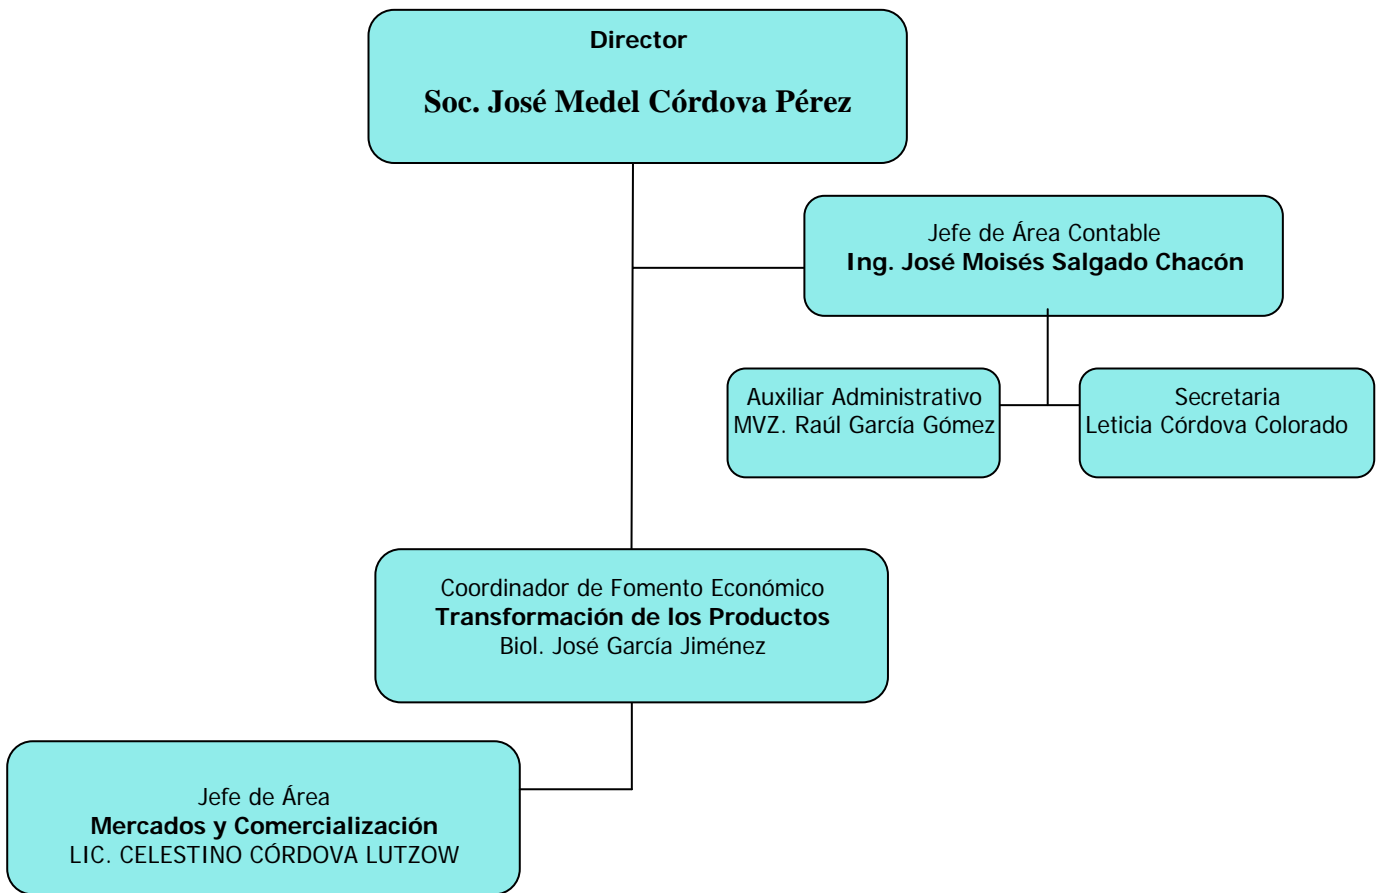 Director
Soc. José Medel Córdova Pérez
Jefe de Área Contable
Ing. José Moisés Salgado Chacón
Auxiliar Administrativo
MVZ. Raúl García Gómez
Secretaria
Leticia Córdova Colorado
Coordinador de Fomento Económico
Transformación de los Productos
Biol. José García Jiménez
Jefe de Área
Mercados y Comercialización
LIC. CELESTINO CÓRDOVA LUTZOW